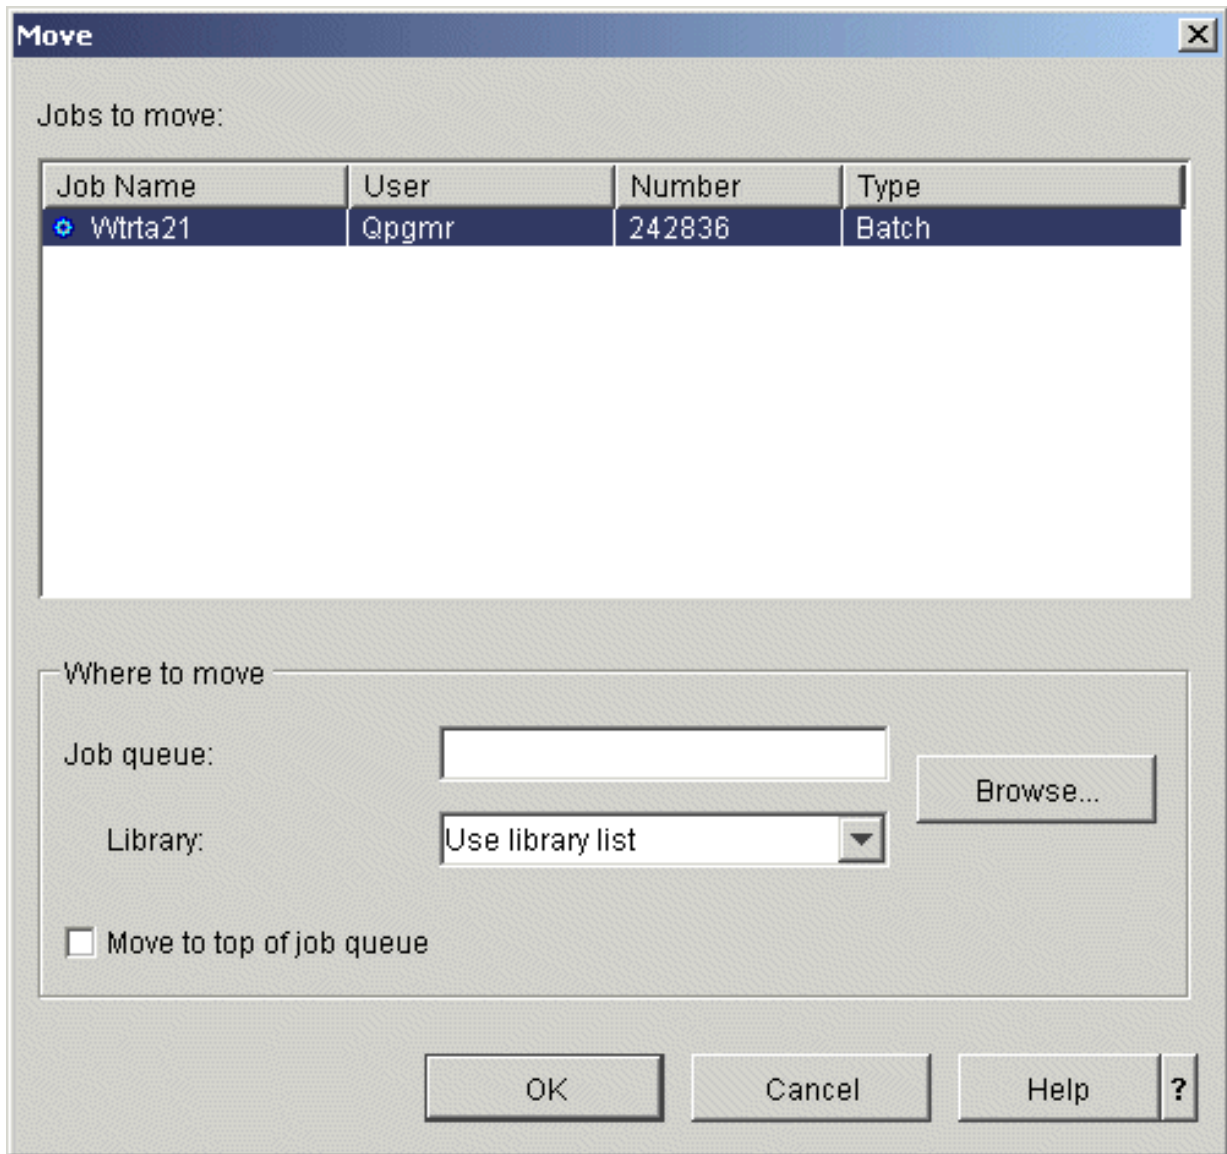 Move
Jobs to move:
Job Name User Number Type
Wtrta21 Qpgmr 242836 Batch
Where to move
Job queue:
Browse...
Library: Use library list
Move to top of job queue
OK Cancel Help ?